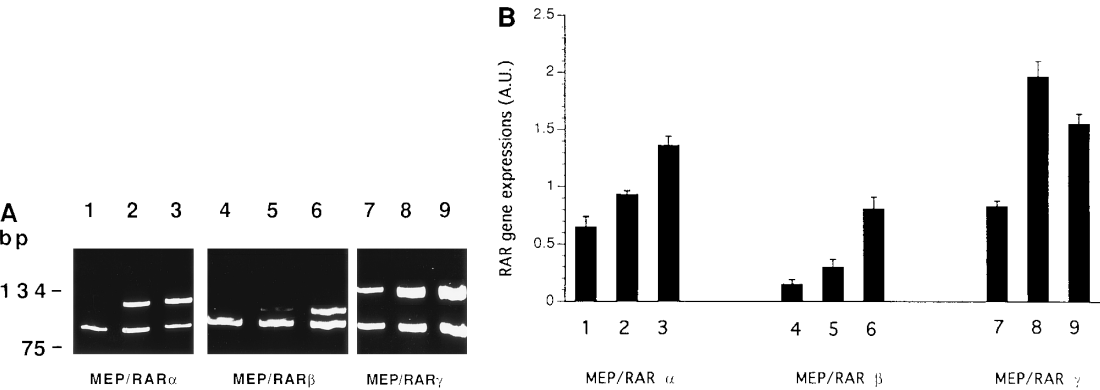 A
bp
1 2 3 4 5 6 7 8 9
134-
75-
MEP/RARα MEP/RARβ MEP/RARγ
B
RAR gene expressions (A.U.)
2.5
2
1.5
1
0.5
0
1 2 3 4 5 6 7 8 9
MEP/RAR α MEP/RAR β MEP/RAR γ